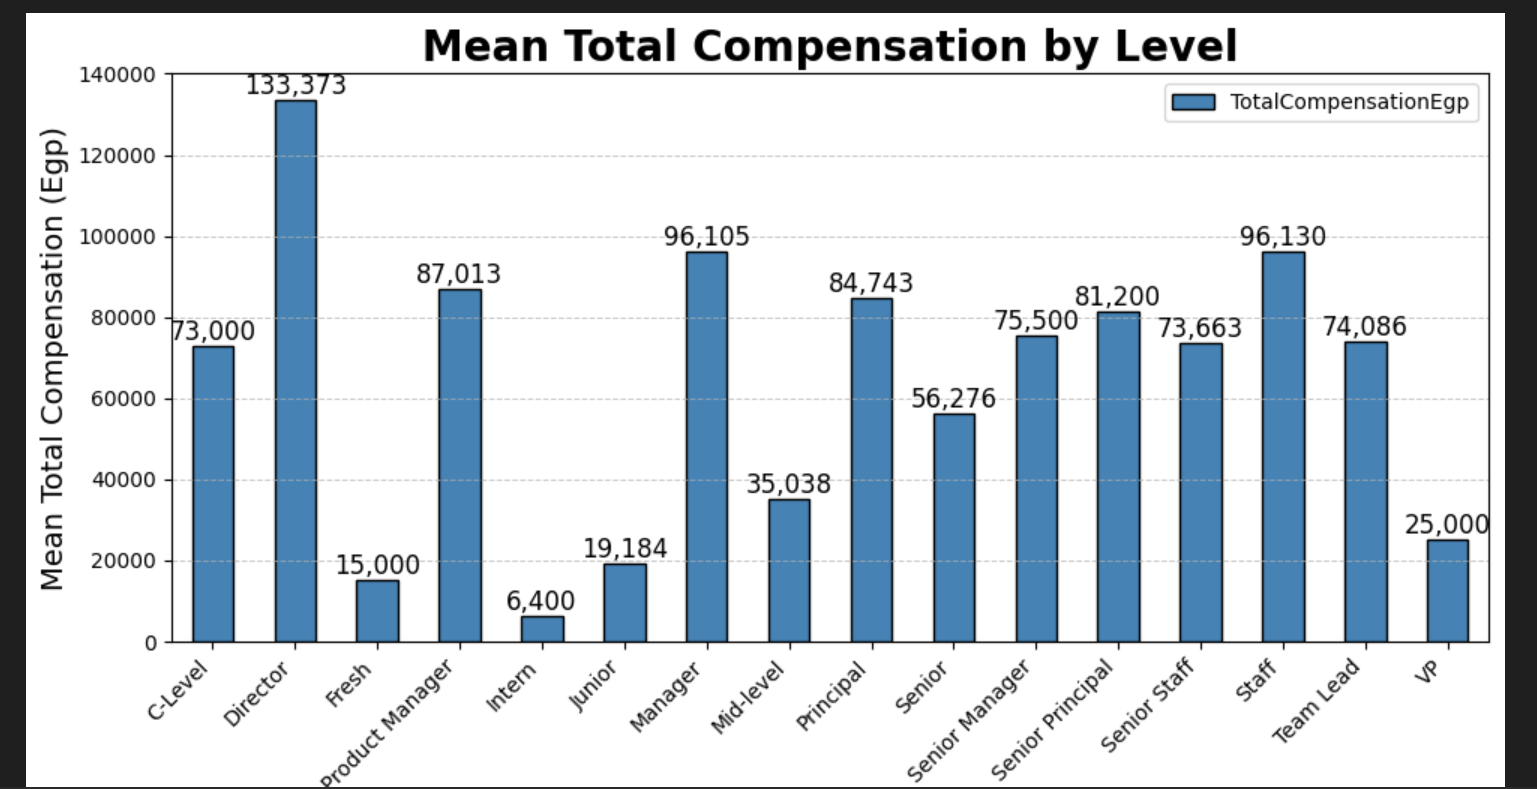 Mean Total Compensation by Level
TotalCompensationEgp
Mean Total Compensation (Egp)
140000
120000
100000
80000
60000
40000
20000
0
73,000
133,373
15,000
87,013
6,400
19,184
96,105
35,038
84,743
56,276
75,500
81,200
73,663
96,130
74,086
25,000
C-Level
Director
Fresh
Product Manager
Intern
Junior
Manager
Mid-level
Principal
Senior
Senior Manager
Senior Principal
Senior Staff
Staff
Team Lead
VP